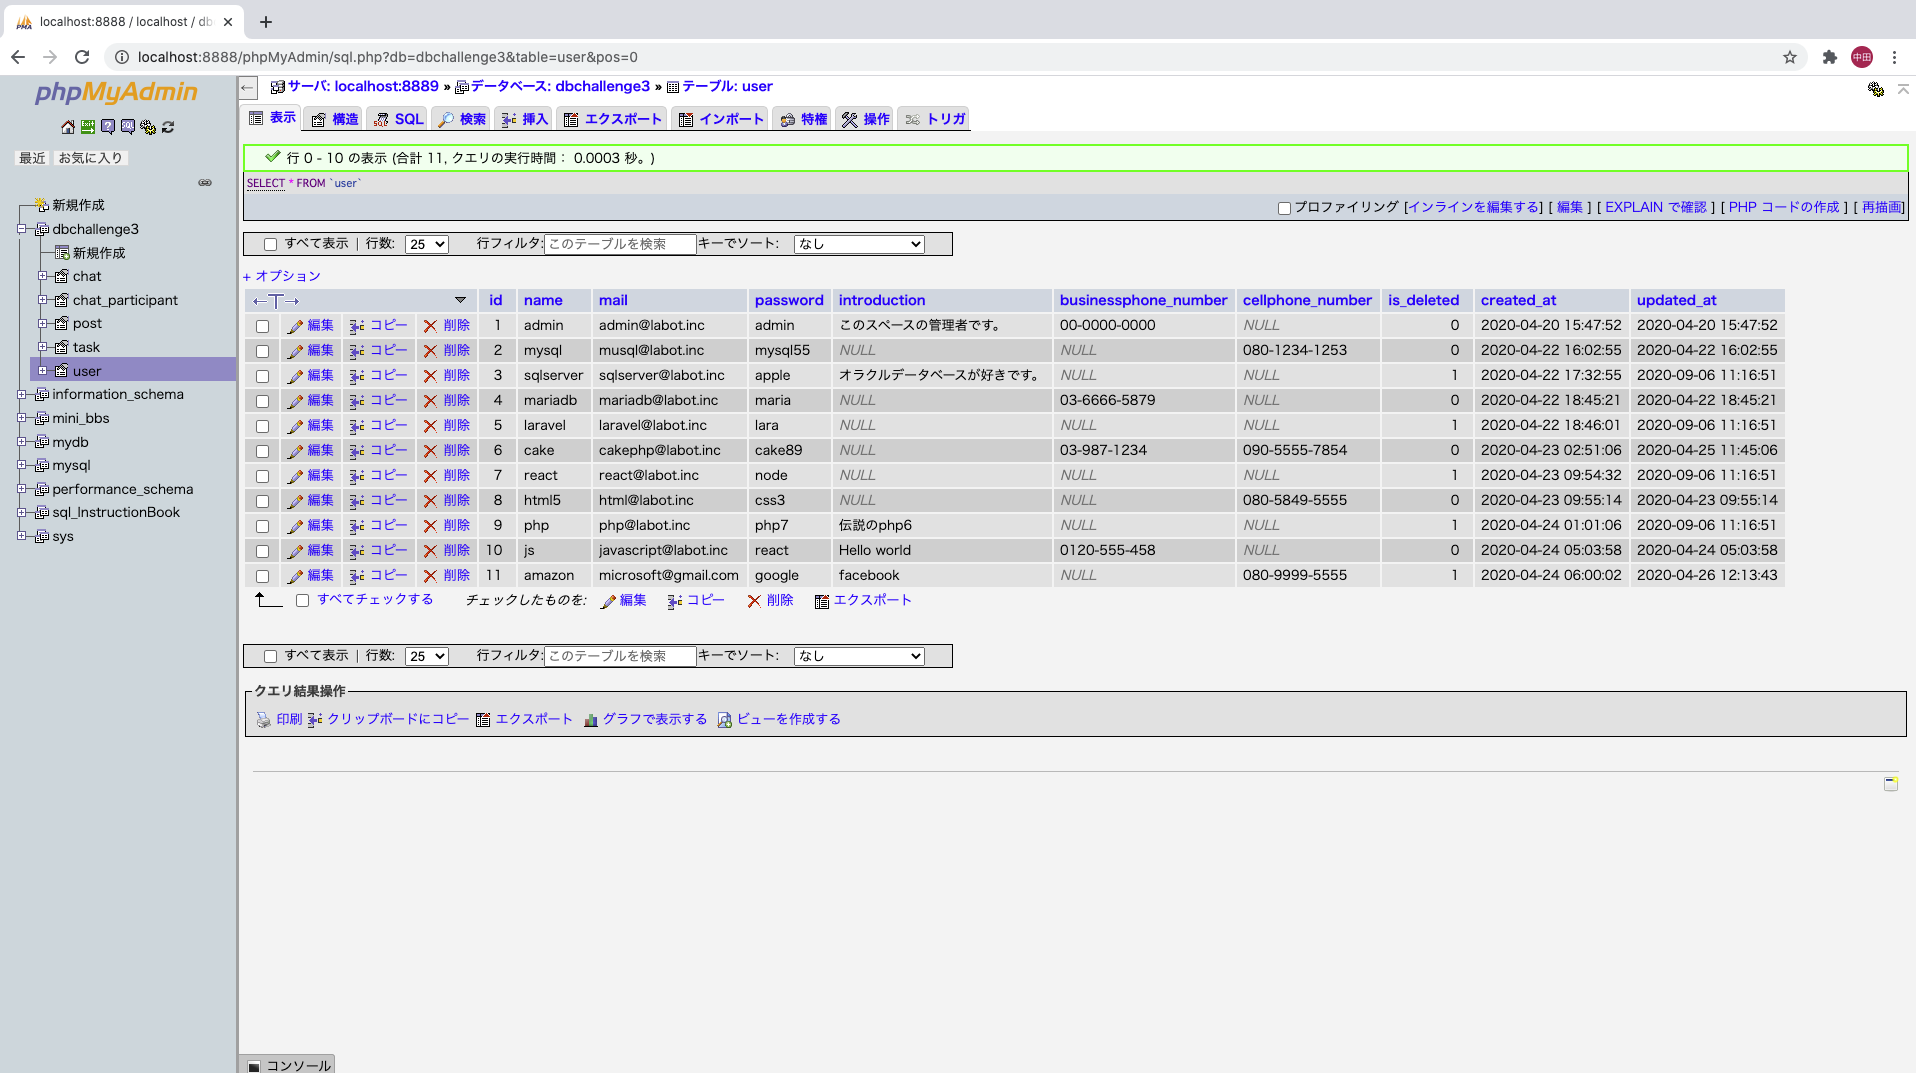 localhost:8888 / localhost / db
localhost:8888/phpMyAdmin/sql.php?db=dbchallenge3&table=user&pos=0
中田
phpMyAdmin
最近 お気に入り
新規作成
dbchallenge3
新規作成
chat
chat_participant
post
task
user
information_schema
mini_bbs
mydb
mysql
performance_schema
sql_InstructionBook
sys
サーバ: localhost:8889 » データベース: dbchallenge3 » テーブル: user
表示 構造 SQL 検索 挿入 エクスポート インポート 特権 操作 トリガ
行 0 - 10 の表示 (合計 11, クエリの実行時間： 0.0003 秒。)
SELECT * FROM `user`
プロファイリング [インラインを編集する] [ 編集 ] [ EXPLAIN で確認 ] [ PHP コードの作成 ] [ 再描画]
すべて表示 | 行数: 25 行フィルタ: このテーブルを検索 キーでソート: なし
+ オプション
←T→ id name mail password introduction businessphone_number cellphone_number is_deleted created_at updated_at
編集 コピー 削除 1 admin admin@labot.inc admin このスペースの管理者です。 00-0000-0000 NULL 0 2020-04-20 15:47:52 2020-04-20 15:47:52
編集 コピー 削除 2 mysql musql@labot.inc mysql55 NULL NULL 080-1234-1253 0 2020-04-22 16:02:55 2020-04-22 16:02:55
編集 コピー 削除 3 sqlserver sqlserver@labot.inc apple オラクルデータベースが好きです。 NULL NULL 1 2020-04-22 17:32:55 2020-09-06 11:16:51
編集 コピー 削除 4 mariadb mariadb@labot.inc maria NULL 03-6666-5879 NULL 0 2020-04-22 18:45:21 2020-04-22 18:45:21
編集 コピー 削除 5 laravel laravel@labot.inc lara NULL NULL NULL 1 2020-04-22 18:46:01 2020-09-06 11:16:51
編集 コピー 削除 6 cake cakephp@labot.inc cake89 NULL 03-987-1234 090-5555-7854 0 2020-04-23 02:51:06 2020-04-25 11:45:06
編集 コピー 削除 7 react react@labot.inc node NULL NULL NULL 1 2020-04-23 09:54:32 2020-09-06 11:16:51
編集 コピー 削除 8 html5 html@labot.inc css3 NULL NULL 080-5849-5555 0 2020-04-23 09:55:14 2020-04-23 09:55:14
編集 コピー 削除 9 php php@labot.inc php7 伝説のphp6 NULL NULL 1 2020-04-24 01:01:06 2020-09-06 11:16:51
編集 コピー 削除 10 js javascript@labot.inc react Hello world 0120-555-458 NULL 0 2020-04-24 05:03:58 2020-04-24 05:03:58
編集 コピー 削除 11 amazon microsoft@gmail.com google facebook NULL 080-9999-5555 1 2020-04-24 06:00:02 2020-04-26 12:13:43
すべてチェックする チェックしたものを: 編集 コピー 削除 エクスポート
すべて表示 | 行数: 25 行フィルタ: このテーブルを検索 キーでソート: なし
クエリ結果操作
印刷 クリップボードにコピー エクスポート グラフで表示する ビューを作成する
コンソール